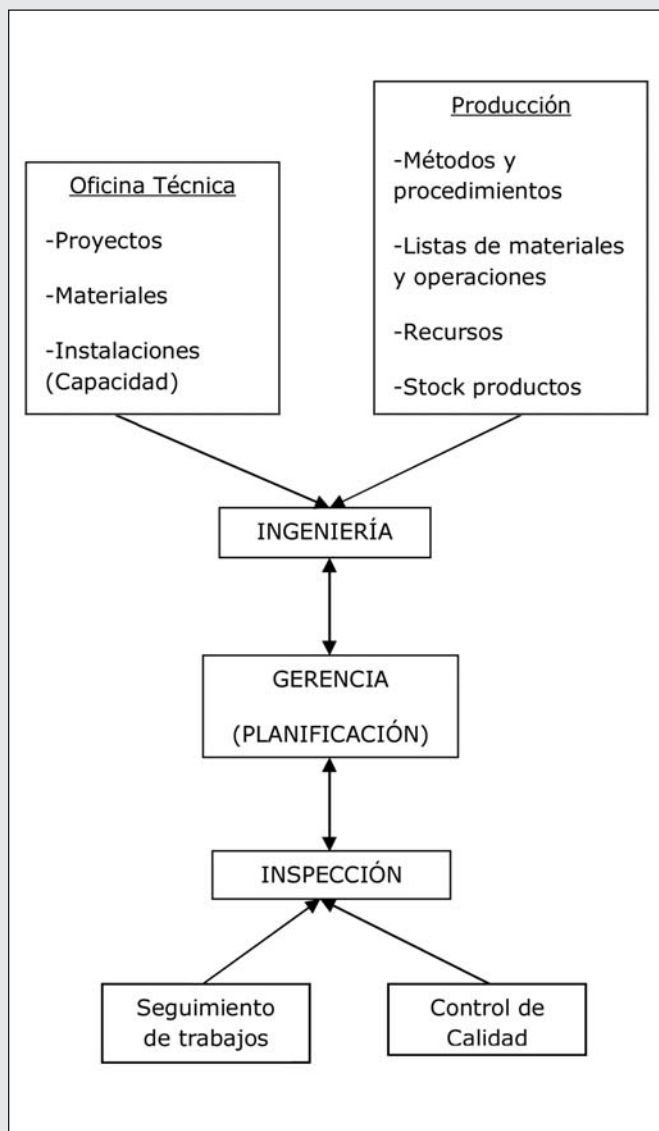 Oficina Técnica
-Proyectos
-Materiales
-Instalaciones
(Capacidad)
Producción
-Métodos y
procedimientos
-Listas de materiales
y operaciones
-Recursos
-Stock productos
INGENIERÍA
GERENCIA
(PLANIFICACIÓN)
INSPECCIÓN
Seguimiento
de trabajos
Control de
Calidad